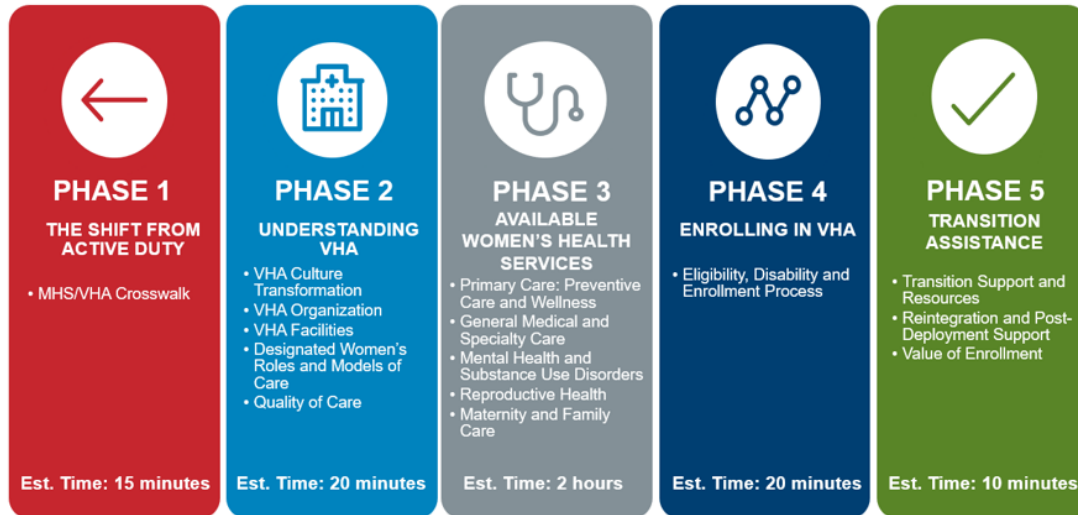 PHASE 1
THE SHIFT FROM
ACTIVE DUTY
• MHS/VHA Crosswalk
Est. Time: 15 minutes
PHASE 2
UNDERSTANDING
VHA
• VHA Culture
Transformation
• VHA Organization
• VHA Facilities
• Designated Women's
Roles and Models of
Care
• Quality of Care
Est. Time: 20 minutes
PHASE 3
AVAILABLE
WOMEN'S HEALTH
SERVICES
• Primary Care: Preventive
Care and Wellness
• General Medical and
Specialty Care
• Mental Health and
Substance Use Disorders
• Reproductive Health
• Maternity and Family
Care
Est. Time: 2 hours
PHASE 4
ENROLLING IN VHA
• Eligibility, Disability and
Enrollment Process
Est. Time: 20 minutes
PHASE 5
TRANSITION
ASSISTANCE
• Transition Support and
Resources
• Reintegration and Post-
Deployment Support
• Value of Enrollment
Est. Time: 10 minutes